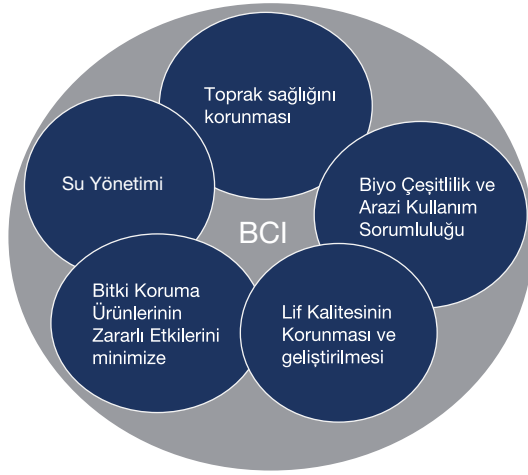 Toprak sağlığını
korunması
Su Yönetimi
Biyo Çeşitlilik ve
Arazi Kullanım
Sorumluluğu
BCI
Bitki Koruma
Ürünlerinin
Zararlı Etkilerini
minimize
Lif Kalitesinin
Korunması ve
geliştirilmesi